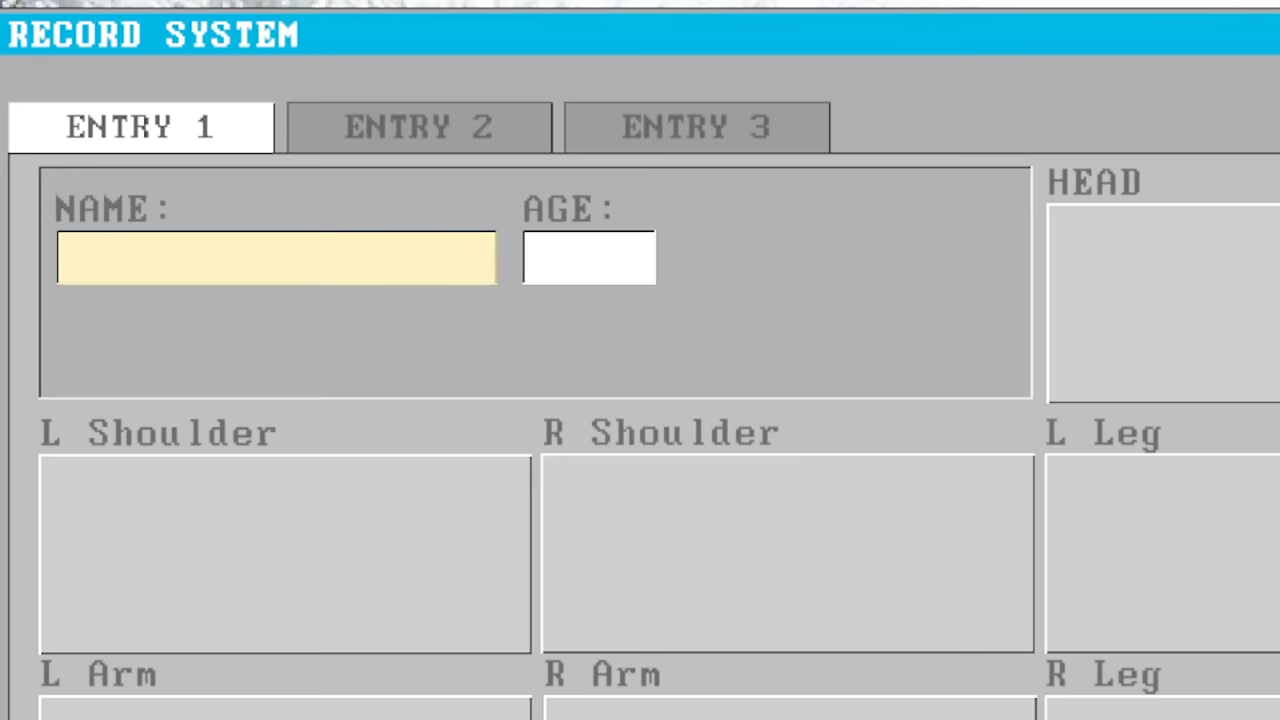 RECORD SYSTEM
ENTRY 1 ENTRY 2 ENTRY 3
NAME: AGE:
HEAD
L Shoulder R Shoulder L Leg
L Arm R Arm R Leg